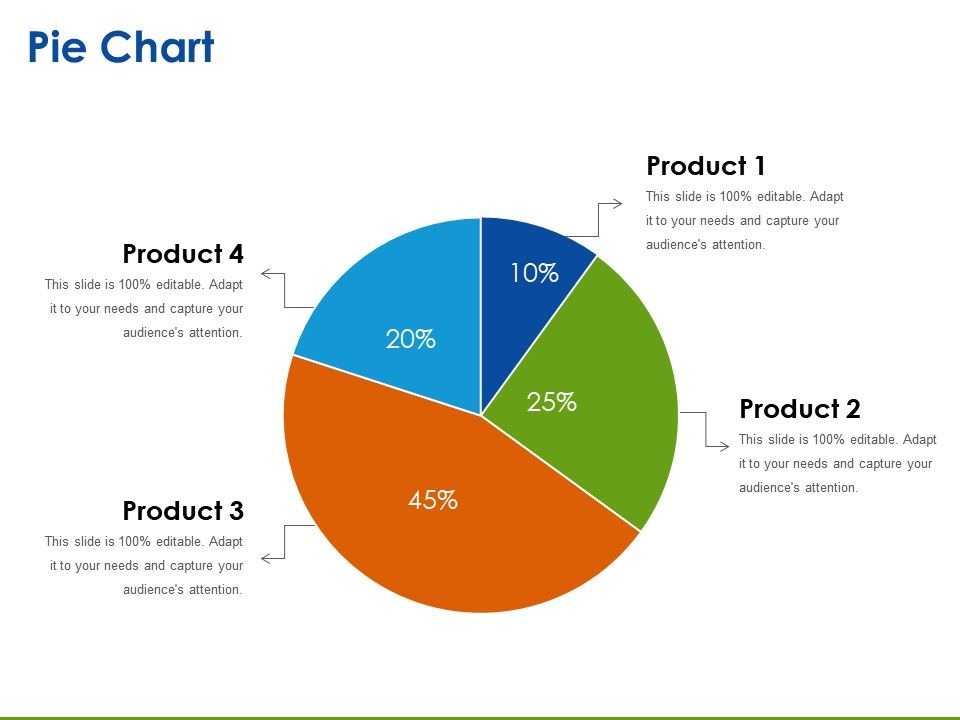 Pie Chart
Product 1
This slide is 100% editable. Adapt
it to your needs and capture your
audience's attention.
10%
Product 4
This slide is 100% editable. Adapt
it to your needs and capture your
audience's attention.
20%
25%
Product 2
This slide is 100% editable. Adapt
it to your needs and capture your
audience's attention.
45%
Product 3
This slide is 100% editable. Adapt
it to your needs and capture your
audience's attention.